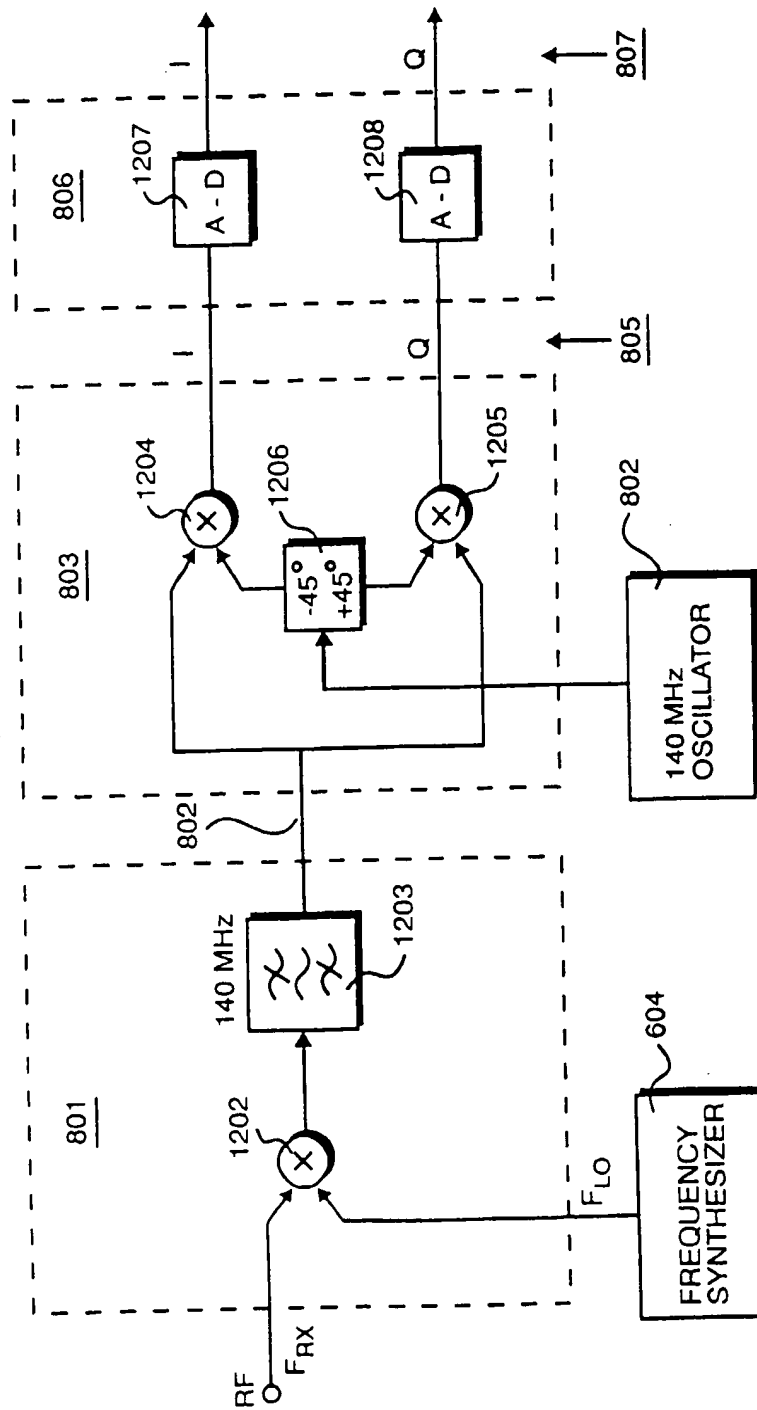 RF
F_RX
801
1202
140 MHz
1203
F_LO
604
FREQUENCY
SYNTHESIZER
802
803
1204
1206
-45°
+45°
1205
802
140 MHz
OSCILLATOR
I
Q
805
806
1207
A - D
1208
A - D
I
Q
807